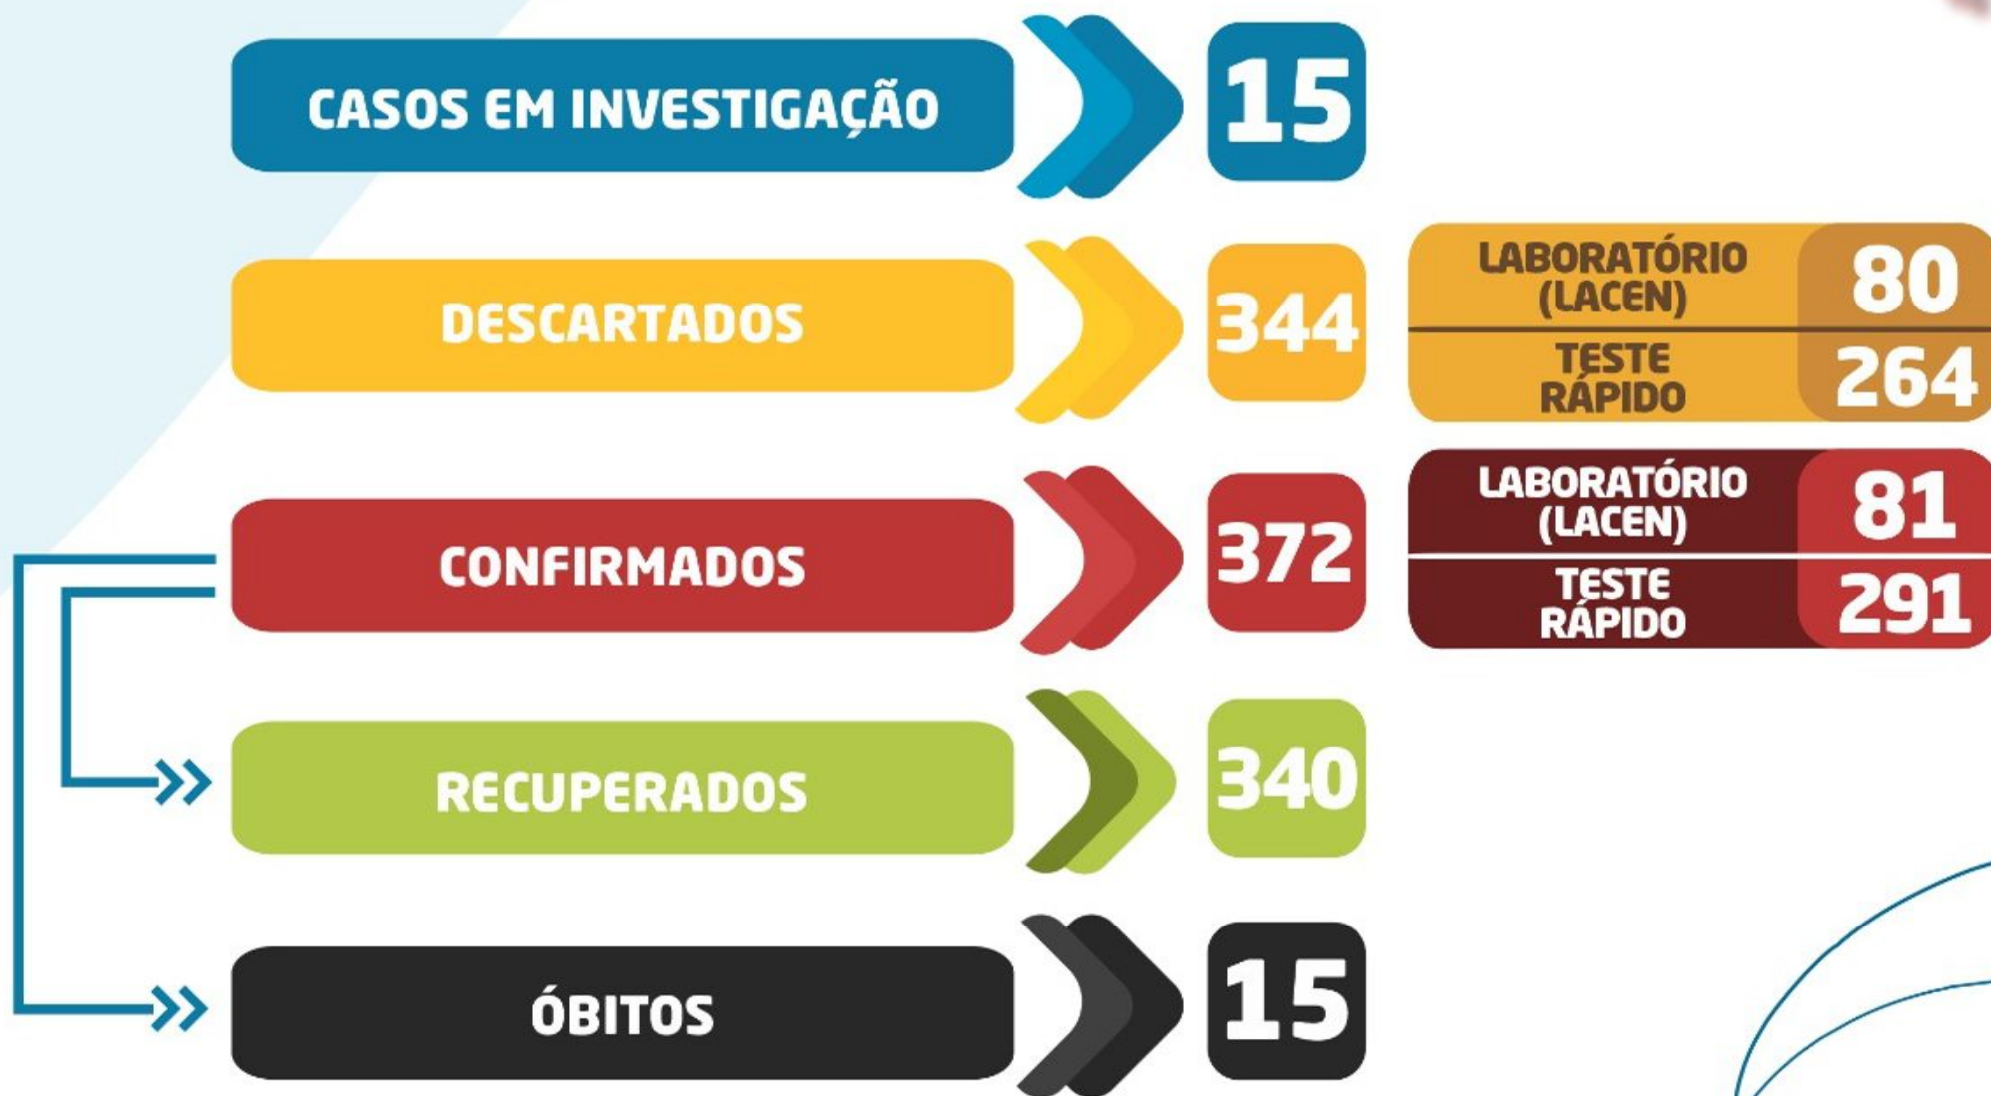 CASOS EM INVESTIGAÇÃO
15
DESCARTADOS
344
LABORATÓRIO
(LACEN)
80
TESTE
RÁPIDO
264
CONFIRMADOS
372
LABORATÓRIO
(LACEN)
81
TESTE
RÁPIDO
291
RECUPERADOS
340
ÓBITOS
15